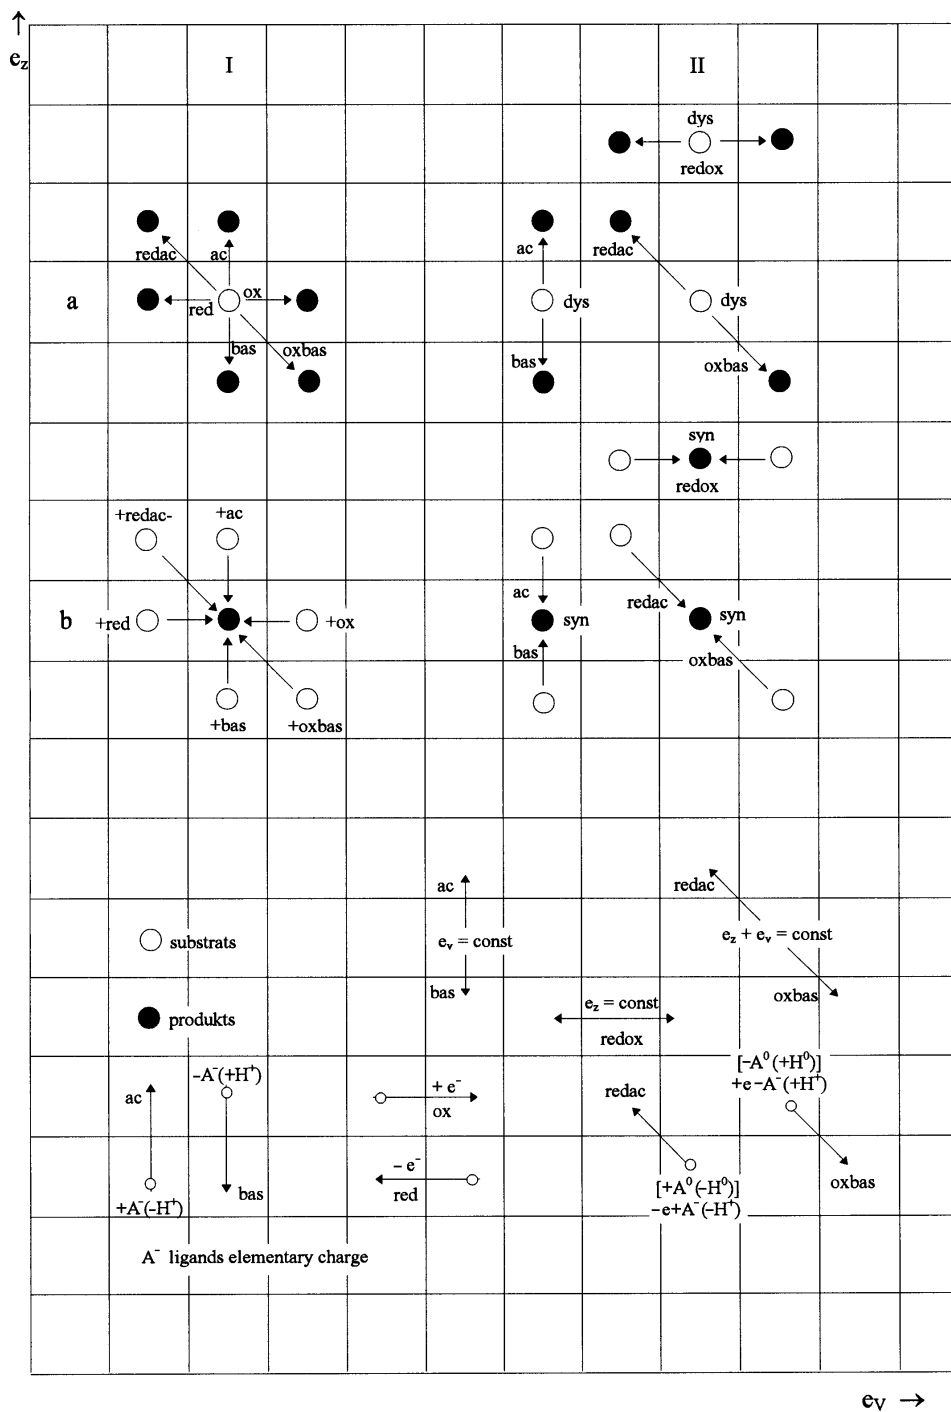 ↑
e_z
I
II
dys
redox
redac
ac
ac
redac
a
ox
red
dys
dys
bas
oxbas
bas
oxbas
syn
redox
+redac-
+ac
ac
redac
b
+red
+ox
syn
syn
bas
oxbas
+bas
+oxbas
ac
redac
substrats
e_v = const
e_z + e_v = const
bas
oxbas
produkts
e_z = const
redox
[-A⁰(+H⁰)]
-A⁻(+H⁺)
+e-A⁻(+H⁺)
ac
+ e⁻
ox
redac
− e⁻
red
bas
oxbas
+A⁻(-H⁺)
[+A⁰(-H⁰)]
-e+A⁻(-H⁺)
A⁻ ligands elementary charge
e_V →